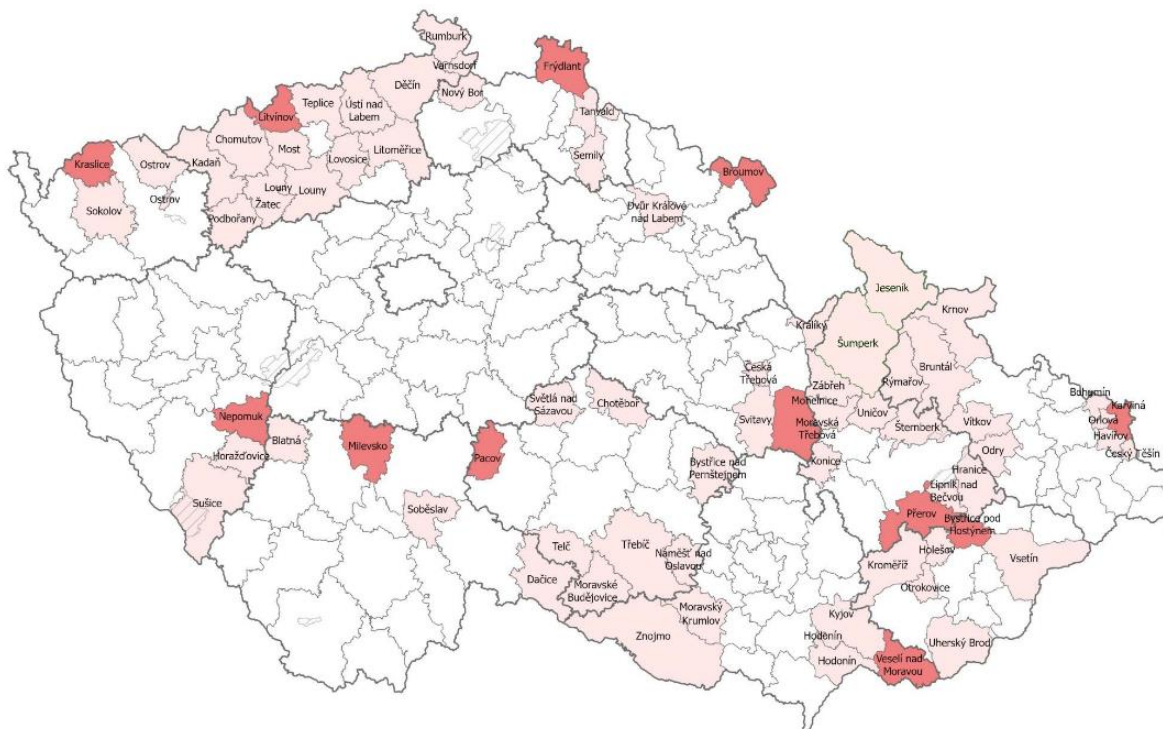 Rumburk
Varnsdorf
Děčín
Nový Bor
Frýdlant
Teplice
Ústí nad
Labem
Litvínov
Tanvald
Chomutov
Most
Lovosice
Litoměřice
Semily
Kraslice
Ostrov
Kadaň
Broumov
Ostrov
Louny
Louny
Žatec
Sokolov
Podbořany
Dvůr Králové
nad Labem
Jeseník
Krnov
Králíky
Šumperk
Česká
Třebová
Zábřeh
Rýmařov
Bruntál
Světlá nad
Sázavou
Chotěboř
Mohelnice
Bohumín
Karviná
Nepomuk
Svitavy
Moravská
Třebová
Uničov
Šternberk
Vítkov
Orlová
Havířov
Blatná
Milevsko
Pacov
Horažďovice
Konice
Odry
Český Těšín
Bystřice nad
Pernštejnem
Hranice
Lipník nad
Bečvou
Sušice
Soběslav
Přerov
Bystřice pod
Hostýnem
Telč
Třebíč
Náměšť nad
Oslavou
Holešov
Vsetín
Kroměříž
Dačice
Moravské
Budějovice
Otrokovice
Moravský
Krumlov
Kyjov
Znojmo
Hodonín
Uherský Brod
Hodonín
Veselí nad
Moravou